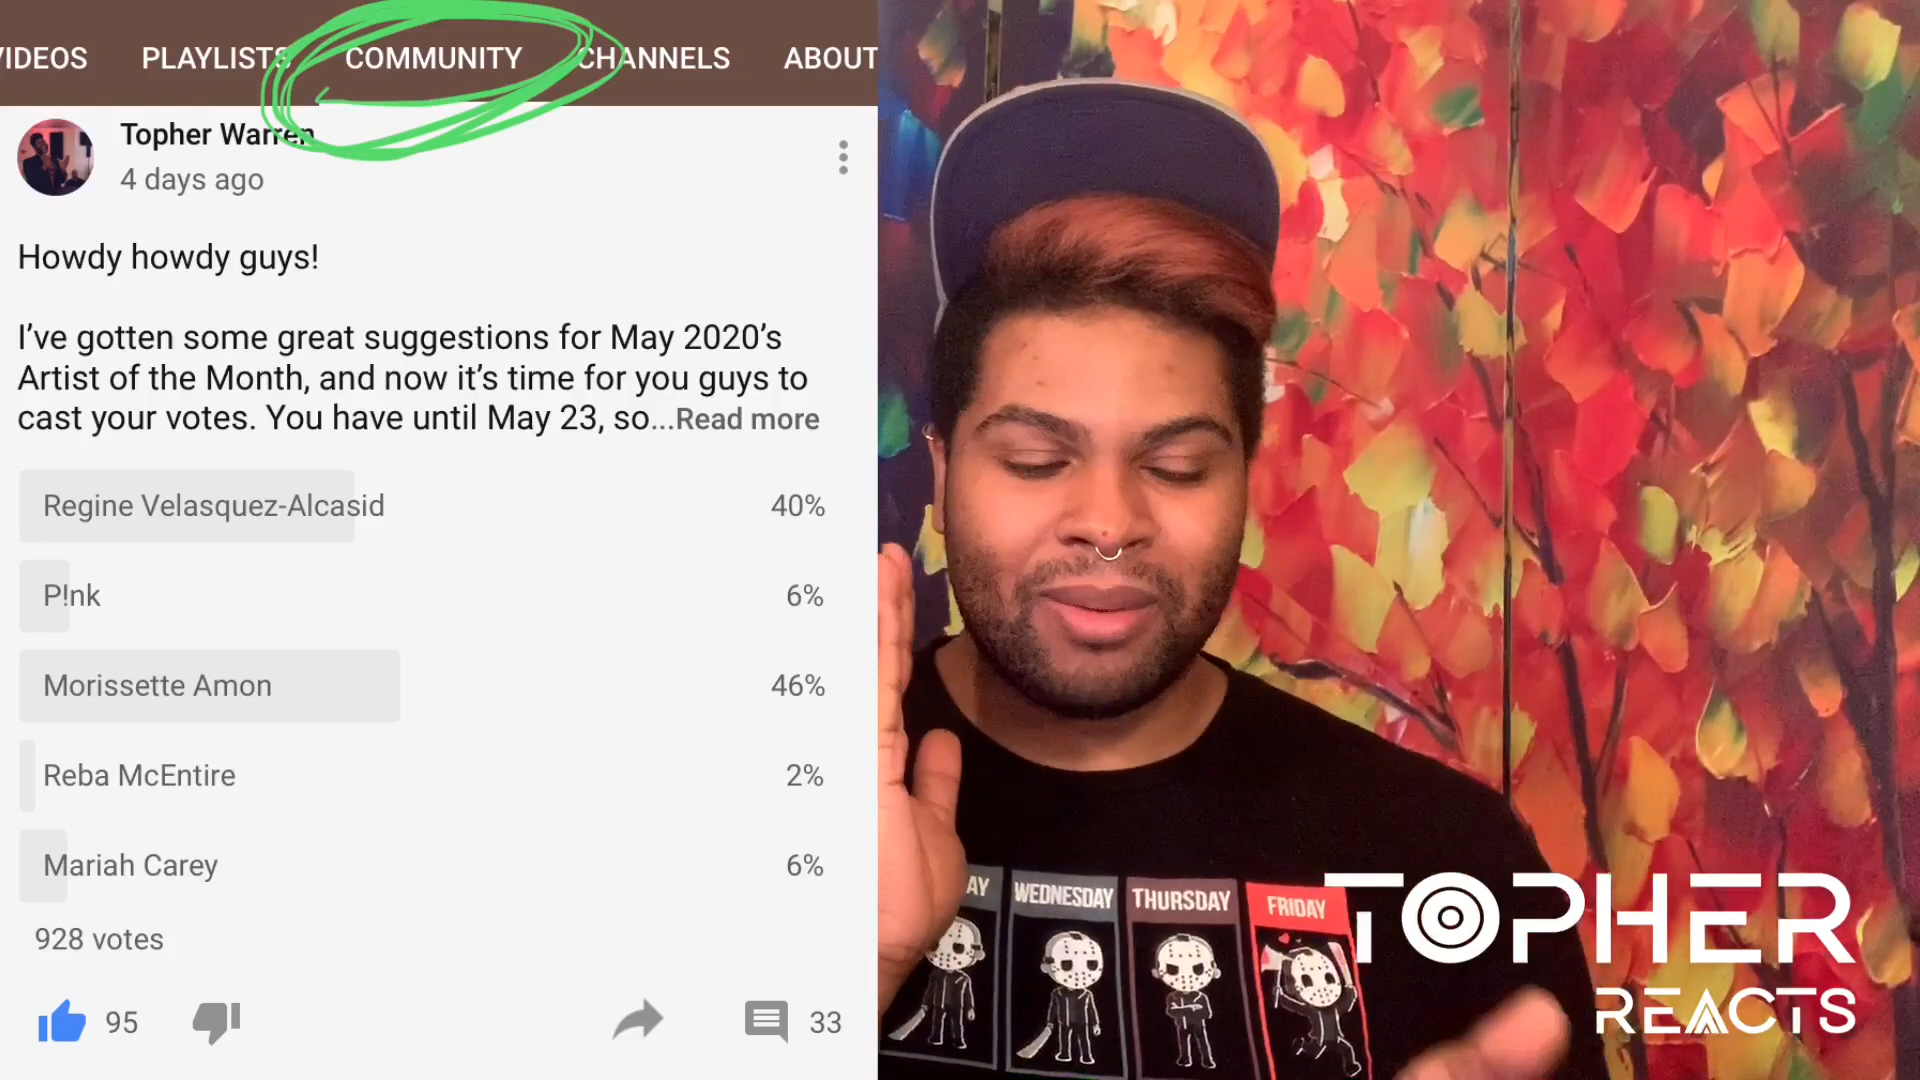 VIDEOS PLAYLISTS COMMUNITY CHANNELS ABOUT
Topher Warren
4 days ago
Howdy howdy guys!
I’ve gotten some great suggestions for May 2020’s
Artist of the Month, and now it’s time for you guys to
cast your votes. You have until May 23, so...Read more
Regine Velasquez-Alcasid 40%
P!nk 6%
Morissette Amon 46%
Reba McEntire 2%
Mariah Carey 6%
928 votes
95 33
AY WEDNESDAY THURSDAY FRIDAY
TOPHER
REACTS